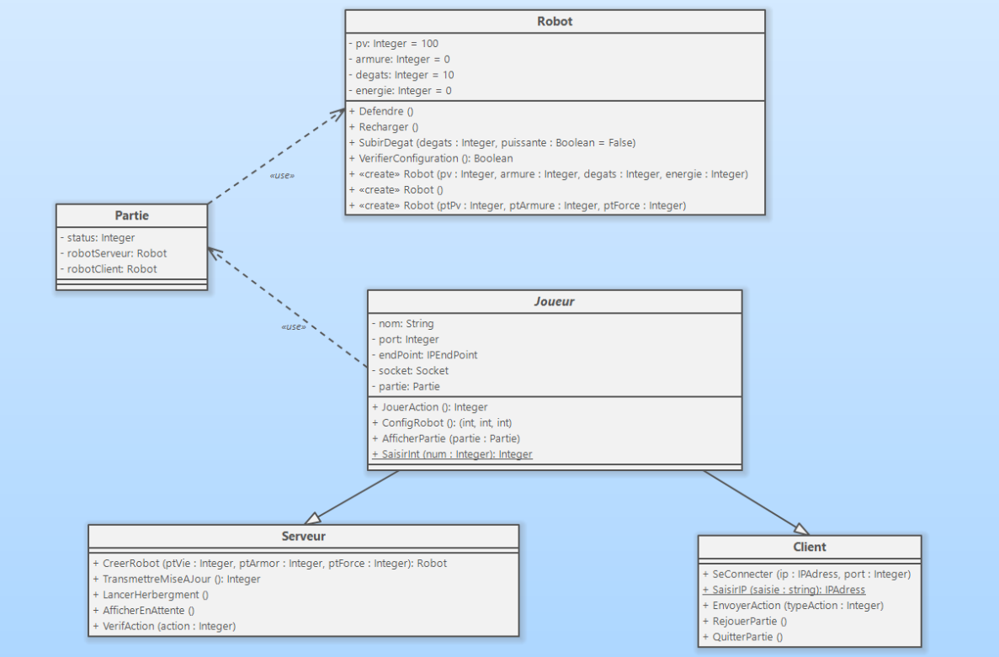 Robot
- pv: Integer = 100
- armure: Integer = 0
- degats: Integer = 10
- energie: Integer = 0
+ Defendre ()
+ Recharger ()
+ SubirDegat (degats : Integer, puissante : Boolean = False)
+ VerifierConfiguration (): Boolean
+ «create» Robot (pv : Integer, armure : Integer, degats : Integer, energie : Integer)
+ «create» Robot ()
+ «create» Robot (ptPv : Integer, ptArmure : Integer, ptForce : Integer)
«use»
Partie
- status: Integer
- robotServeur: Robot
- robotClient: Robot
«use»
Joueur
- nom: String
- port: Integer
- endPoint: IPEndPoint
- socket: Socket
- partie: Partie
+ JouerAction (): Integer
+ ConfigRobot (): (int, int, int)
+ AfficherPartie (partie : Partie)
+ SaisirInt (num : Integer): Integer
Serveur
+ CreerRobot (ptVie : Integer, ptArmor : Integer, ptForce : Integer): Robot
+ TransmettreMiseAJour (): Integer
+ LancerHerbergment ()
+ AfficherEnAttente ()
+ VerifAction (action : Integer)
Client
+ SeConnecter (ip : IPAdress, port : Integer)
+ SaisirIP (saisie : string): IPAdress
+ EnvoyerAction (typeAction : Integer)
+ RejouerPartie ()
+ QuitterPartie ()